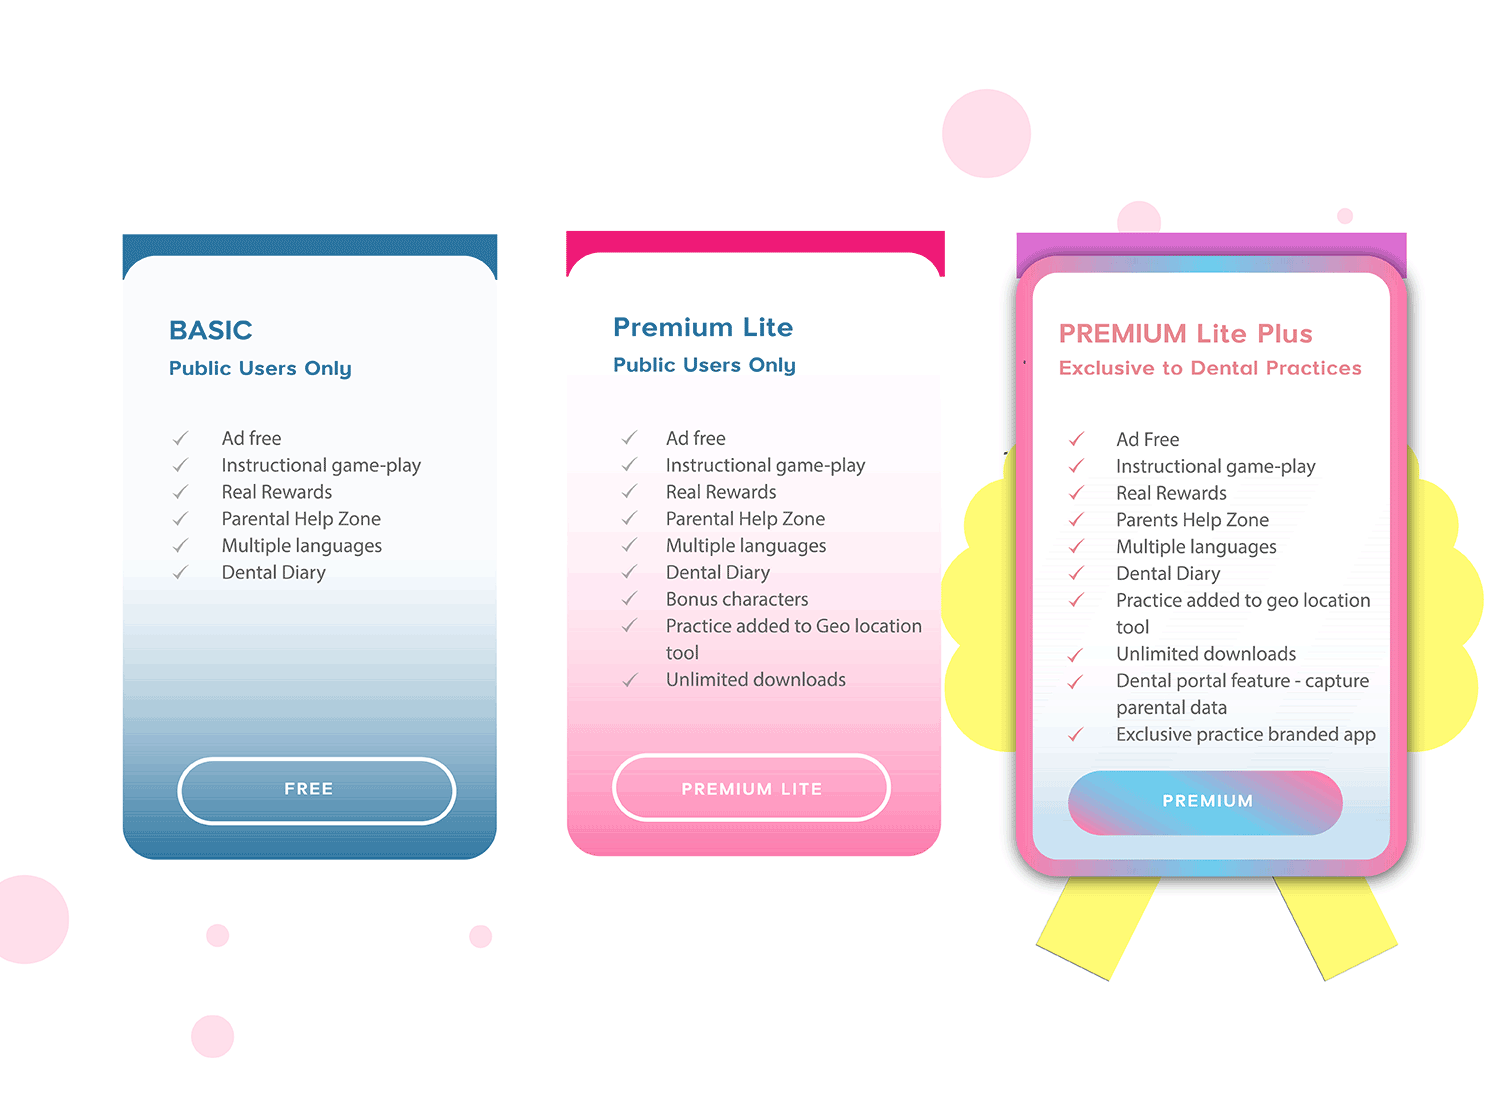 BASIC
Public Users Only
Ad free
Instructional game-play
Real Rewards
Parental Help Zone
Multiple languages
Dental Diary
FREE
Premium Lite
Public Users Only
Ad free
Instructional game-play
Real Rewards
Parental Help Zone
Multiple languages
Dental Diary
Bonus characters
Practice added to Geo location
tool
Unlimited downloads
PREMIUM LITE
PREMIUM Lite Plus
Exclusive to Dental Practices
Ad Free
Instructional game-play
Real Rewards
Parents Help Zone
Multiple languages
Dental Diary
Practice added to geo location
tool
Unlimited downloads
Dental portal feature - capture
parental data
Exclusive practice branded app
PREMIUM